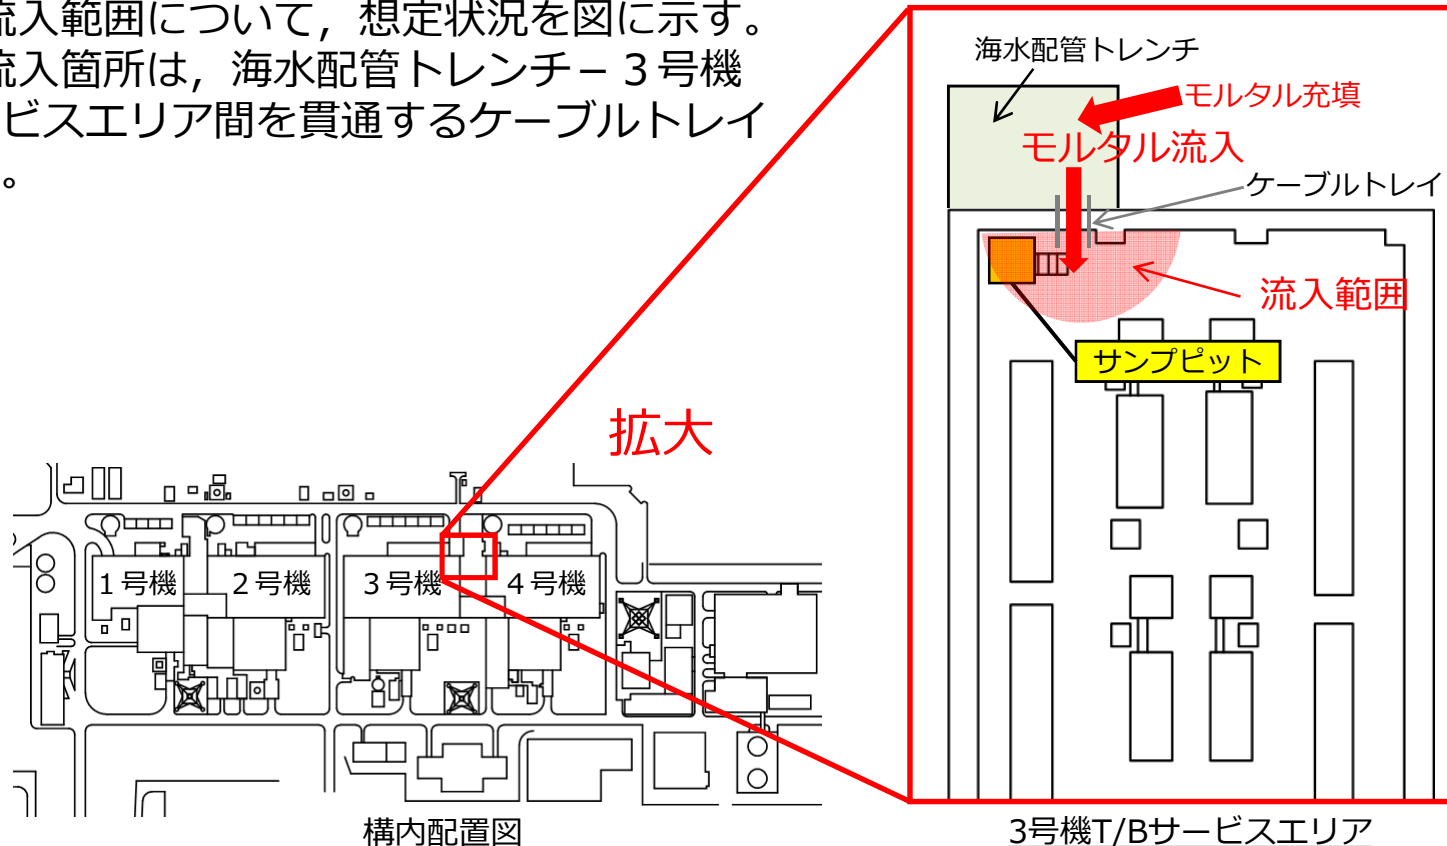 流入範囲について，想定状況を図に示す。
流入箇所は，海水配管トレンチ－３号機
ービスエリア間を貫通するケーブルトレイ
。
海水配管トレンチ
モルタル充填
モルタル流入
ケーブルトレイ
流入範囲
サンプピット
拡大
１号機
２号機
３号機
４号機
構内配置図
3号機T/Bサービスエリア